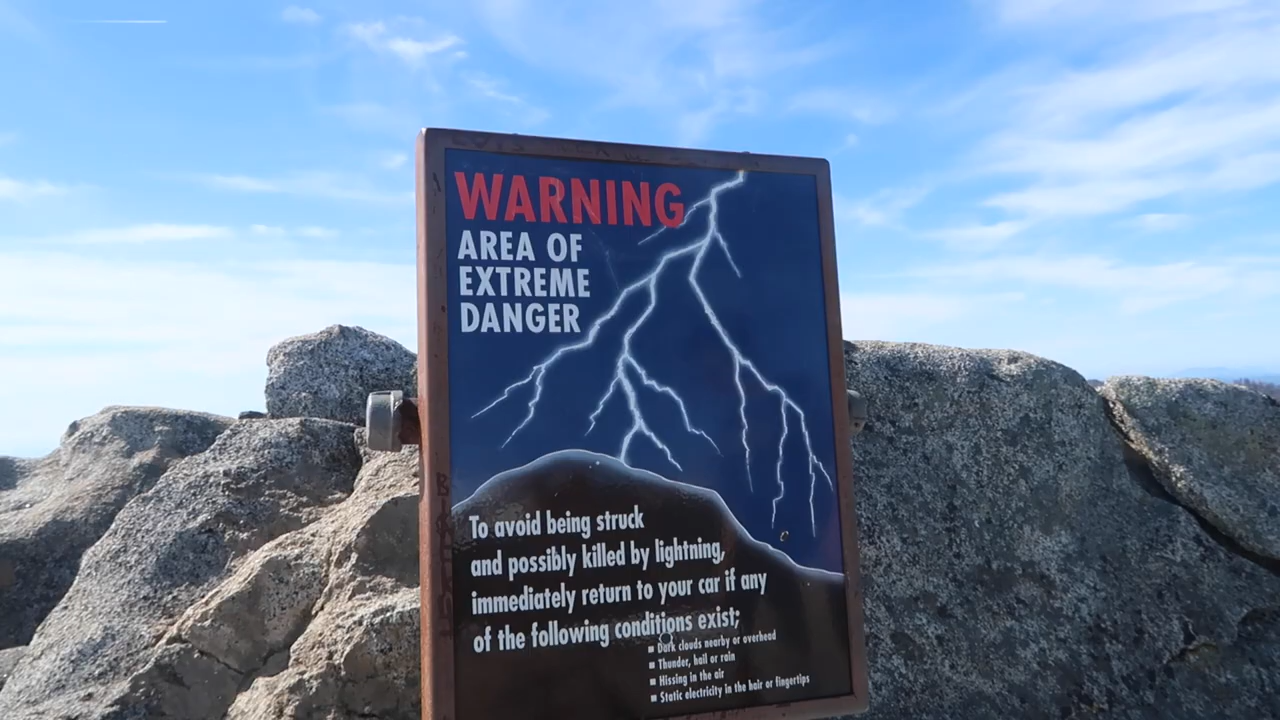 WARNING
AREA OF
EXTREME
DANGER
To avoid being struck
and possibly killed by lightning,
immediately return to your car if any
of the following conditions exist;
▪ Dark clouds nearby or overhead
▪ Thunder, hail or rain
▪ Hissing in the air
▪ Static electricity in the hair or fingertips